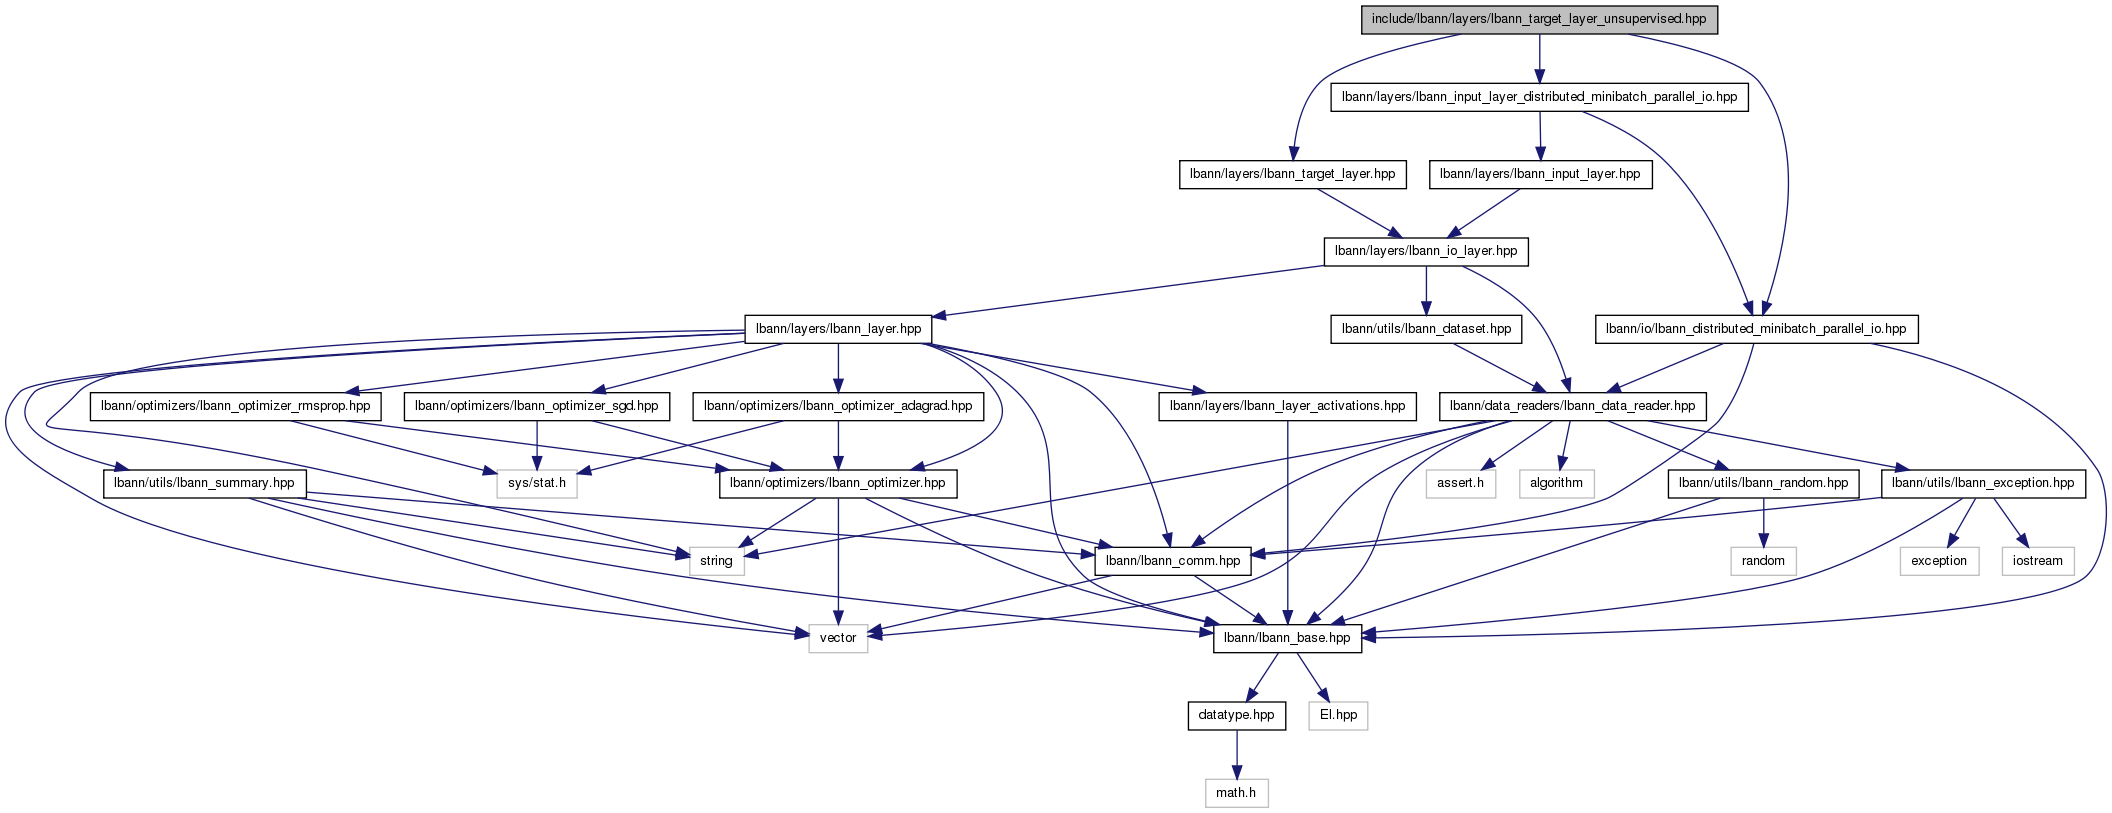 include/lbann/layers/lbann_target_layer_unsupervised.hpp
lbann/layers/lbann_input_layer_distributed_minibatch_parallel_io.hpp
lbann/layers/lbann_target_layer.hpp
lbann/layers/lbann_input_layer.hpp
lbann/layers/lbann_io_layer.hpp
lbann/layers/lbann_layer.hpp
lbann/utils/lbann_dataset.hpp
lbann/io/lbann_distributed_minibatch_parallel_io.hpp
lbann/optimizers/lbann_optimizer_rmsprop.hpp
lbann/optimizers/lbann_optimizer_sgd.hpp
lbann/optimizers/lbann_optimizer_adagrad.hpp
lbann/layers/lbann_layer_activations.hpp
lbann/data_readers/lbann_data_reader.hpp
lbann/utils/lbann_summary.hpp
sys/stat.h
lbann/optimizers/lbann_optimizer.hpp
assert.h
algorithm
lbann/utils/lbann_random.hpp
lbann/utils/lbann_exception.hpp
string
lbann/lbann_comm.hpp
random
exception
iostream
vector
lbann/lbann_base.hpp
datatype.hpp
El.hpp
math.h